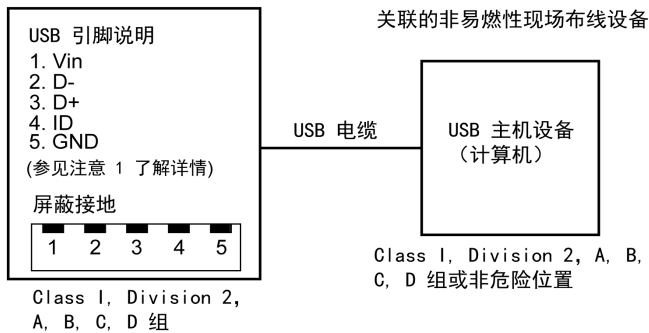 USB 引脚说明
1. Vin
2. D-
3. D+
4. ID
5. GND
(参见注意 1 了解详情)
屏蔽接地
1 2 3 4 5
Class I, Division 2,
A, B, C, D 组
USB 电缆
关联的非易燃性现场布线设备
USB 主机设备
（计算机）
Class I, Division 2, A, B,
C, D 组或非危险位置